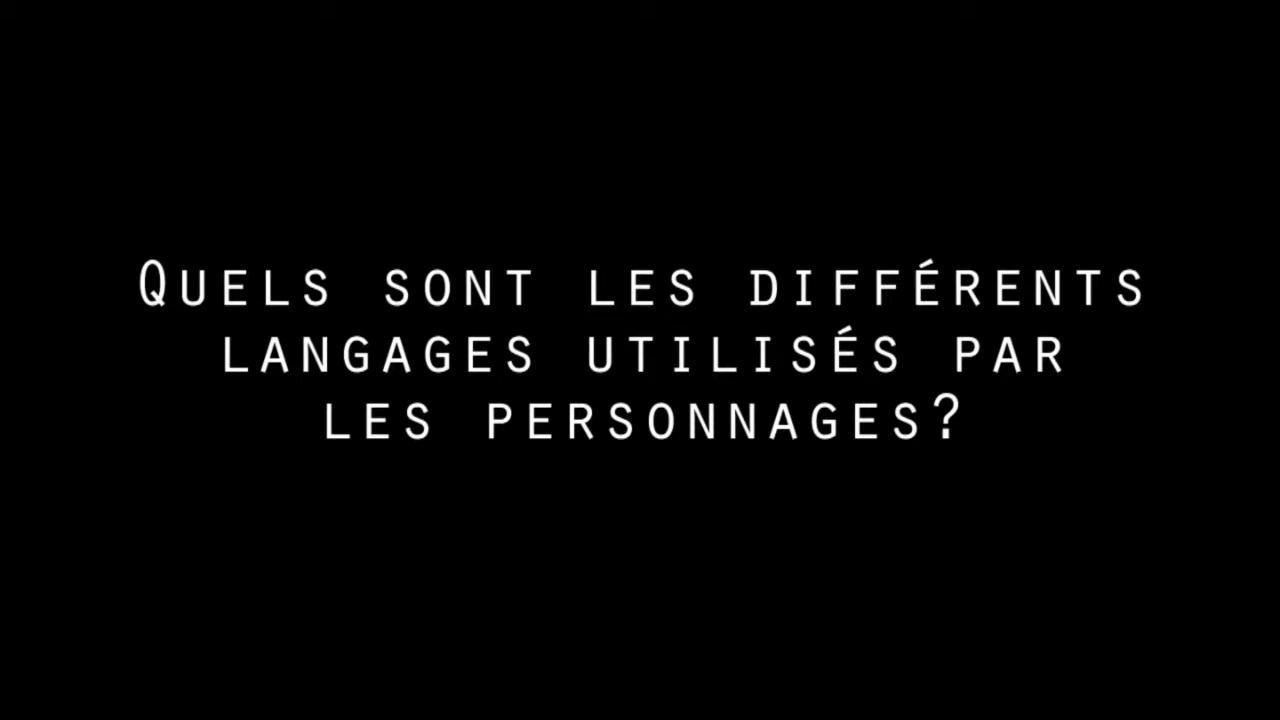 Quels sont les différents
langages utilisés par
les personnages?